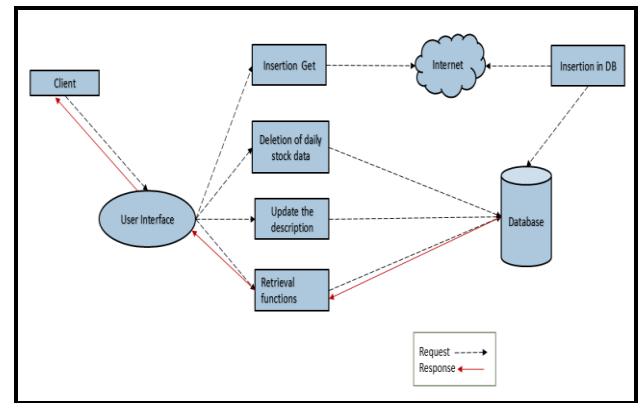 Client
Insertion Get
Internet
Insertion in DB
Deletion of daily
stock data
User Interface
Update the
description
Database
Retrieval
functions
Request
Response